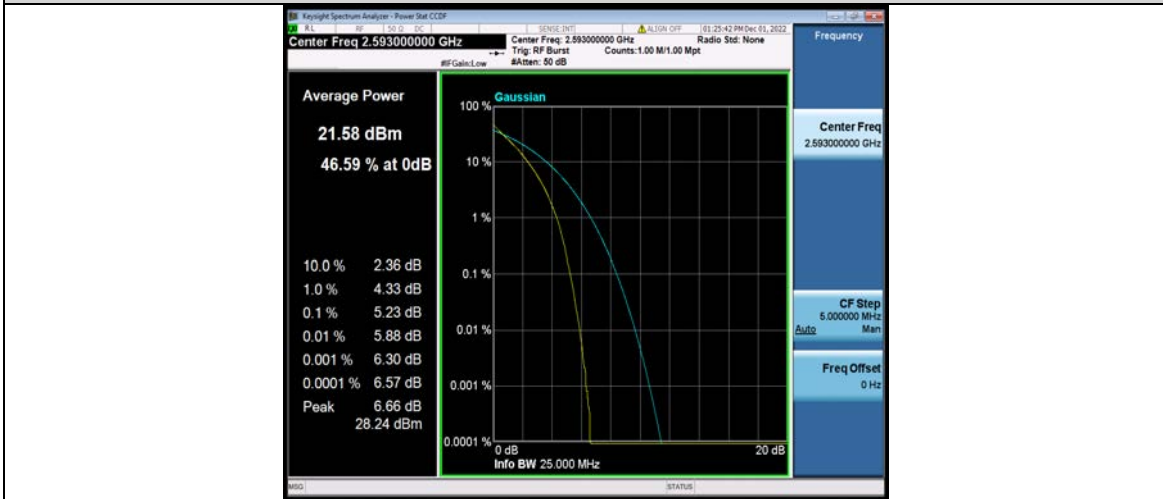 Keysight Spectrum Analyzer - Power Stat CCDF
RL RF 50 Ω DC SENSE:INT ALIGN OFF 01:25:42 PM Dec 01, 2022
Center Freq 2.593000000 GHz
Center Freq: 2.593000000 GHz Radio Std: None
Trig: RF Burst Counts:1.00 M/1.00 Mpt
#IFGain:Low #Atten: 50 dB
Average Power
21.58 dBm
46.59 % at 0dB
10.0 % 2.36 dB
1.0 % 4.33 dB
0.1 % 5.23 dB
0.01 % 5.88 dB
0.001 % 6.30 dB
0.0001 % 6.57 dB
Peak 6.66 dB
28.24 dBm
Gaussian
100 %
10 %
1 %
0.1 %
0.01 %
0.001 %
0.0001 %
0 dB 20 dB
Info BW 25.000 MHz
Frequency
Center Freq
2.593000000 GHz
CF Step
5.000000 MHz
Auto Man
Freq Offset
0 Hz
MSG STATUS